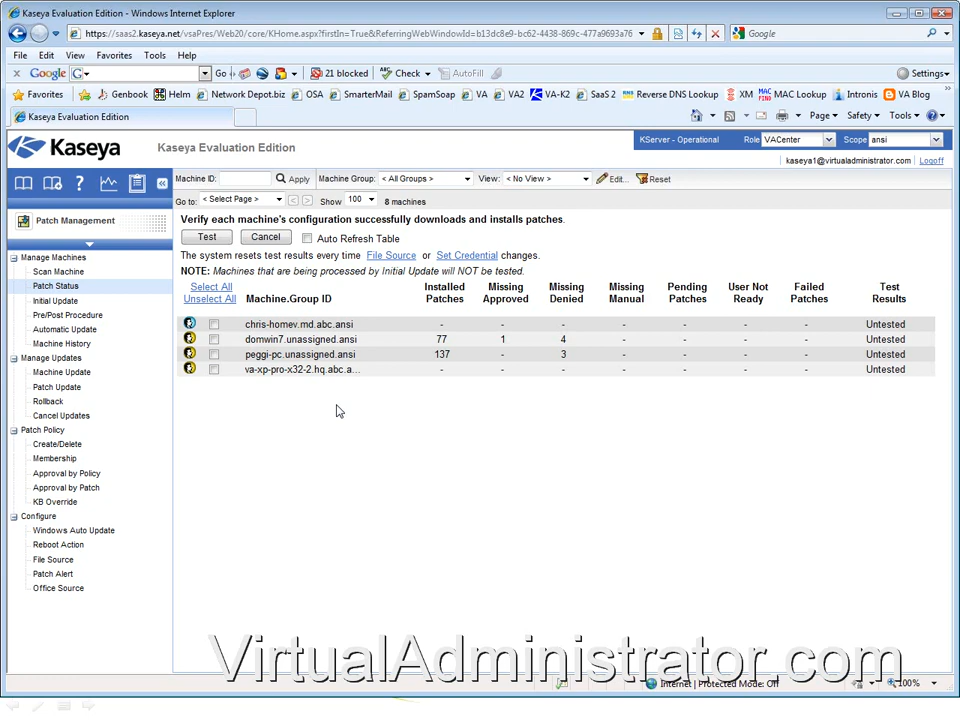 Kaseya Evaluation Edition - Windows Internet Explorer
https://saas2.kaseya.net/vsaPres/Web20/core/KHome.aspx?firstIn=True&ReferringWebWindowId=b13dc8e9-bc62-4438-869c-477a9693a76
Google
File Edit View Favorites Tools Help
x Google G Go 21 blocked Check AutoFill Settings
Favorites Genbook Helm Network Depot.biz OSA SmarterMail SpamSoap VA VA2 VA-K2 SaaS 2 Reverse DNS Lookup XM MAC Lookup Intronis VA Blog
Kaseya Evaluation Edition Page Safety Tools
Kaseya Kaseya Evaluation Edition KServer - Operational Role VACenter Scope ansi
kaseya1@virtualadministrator.com Logoff
Machine ID: Apply Machine Group: < All Groups > View: < No View > Edit... Reset
Go to: < Select Page > < > Show 100 8 machines
Patch Management
Manage Machines
Scan Machine
Patch Status
Initial Update
Pre/Post Procedure
Automatic Update
Machine History
Manage Updates
Machine Update
Patch Update
Rollback
Cancel Updates
Patch Policy
Create/Delete
Membership
Approval by Policy
Approval by Patch
KB Override
Configure
Windows Auto Update
Reboot Action
File Source
Patch Alert
Office Source
Verify each machine's configuration successfully downloads and installs patches.
Test Cancel Auto Refresh Table
The system resets test results every time File Source or Set Credential changes.
NOTE: Machines that are being processed by Initial Update will NOT be tested.
Select All Installed Missing Missing Missing Pending User Not Failed Test
Unselect All Machine.Group ID Patches Approved Denied Manual Patches Ready Patches Results
chris-homev.md.abc.ansi - - - - - - - Untested
domwin7.unassigned.ansi 77 1 4 - - - - Untested
peggi-pc.unassigned.ansi 137 - 3 - - - - Untested
va-xp-pro-x32-2.hq.abc.a... - - - - - - - Untested
VirtualAdministrator.com
Internet | Protected Mode: Off 100%